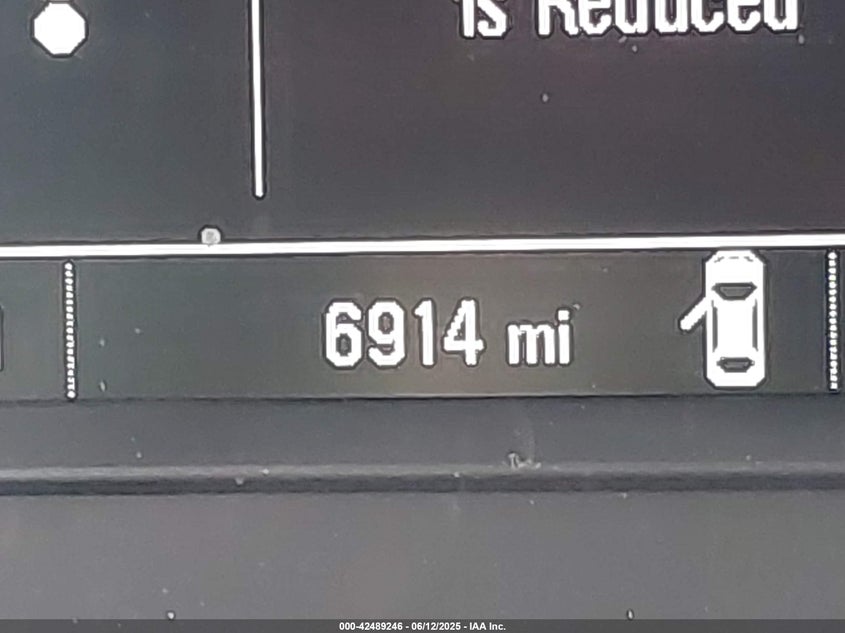 is Reduced
6914 mi
000-42489246 - 06/12/2025 - IAA Inc.